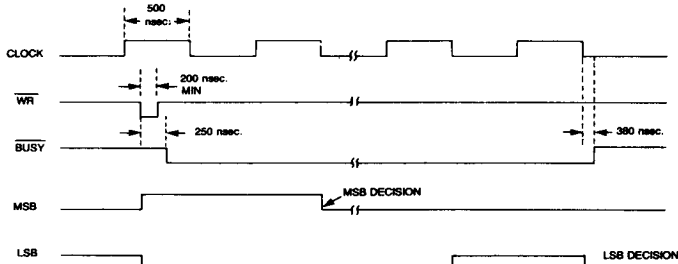 500
nsec.
CLOCK
200 nsec.
MIN
WR
250 nsec.
380 nsec.
BUSY
MSB DECISION
MSB
LSB
LSB DECISION